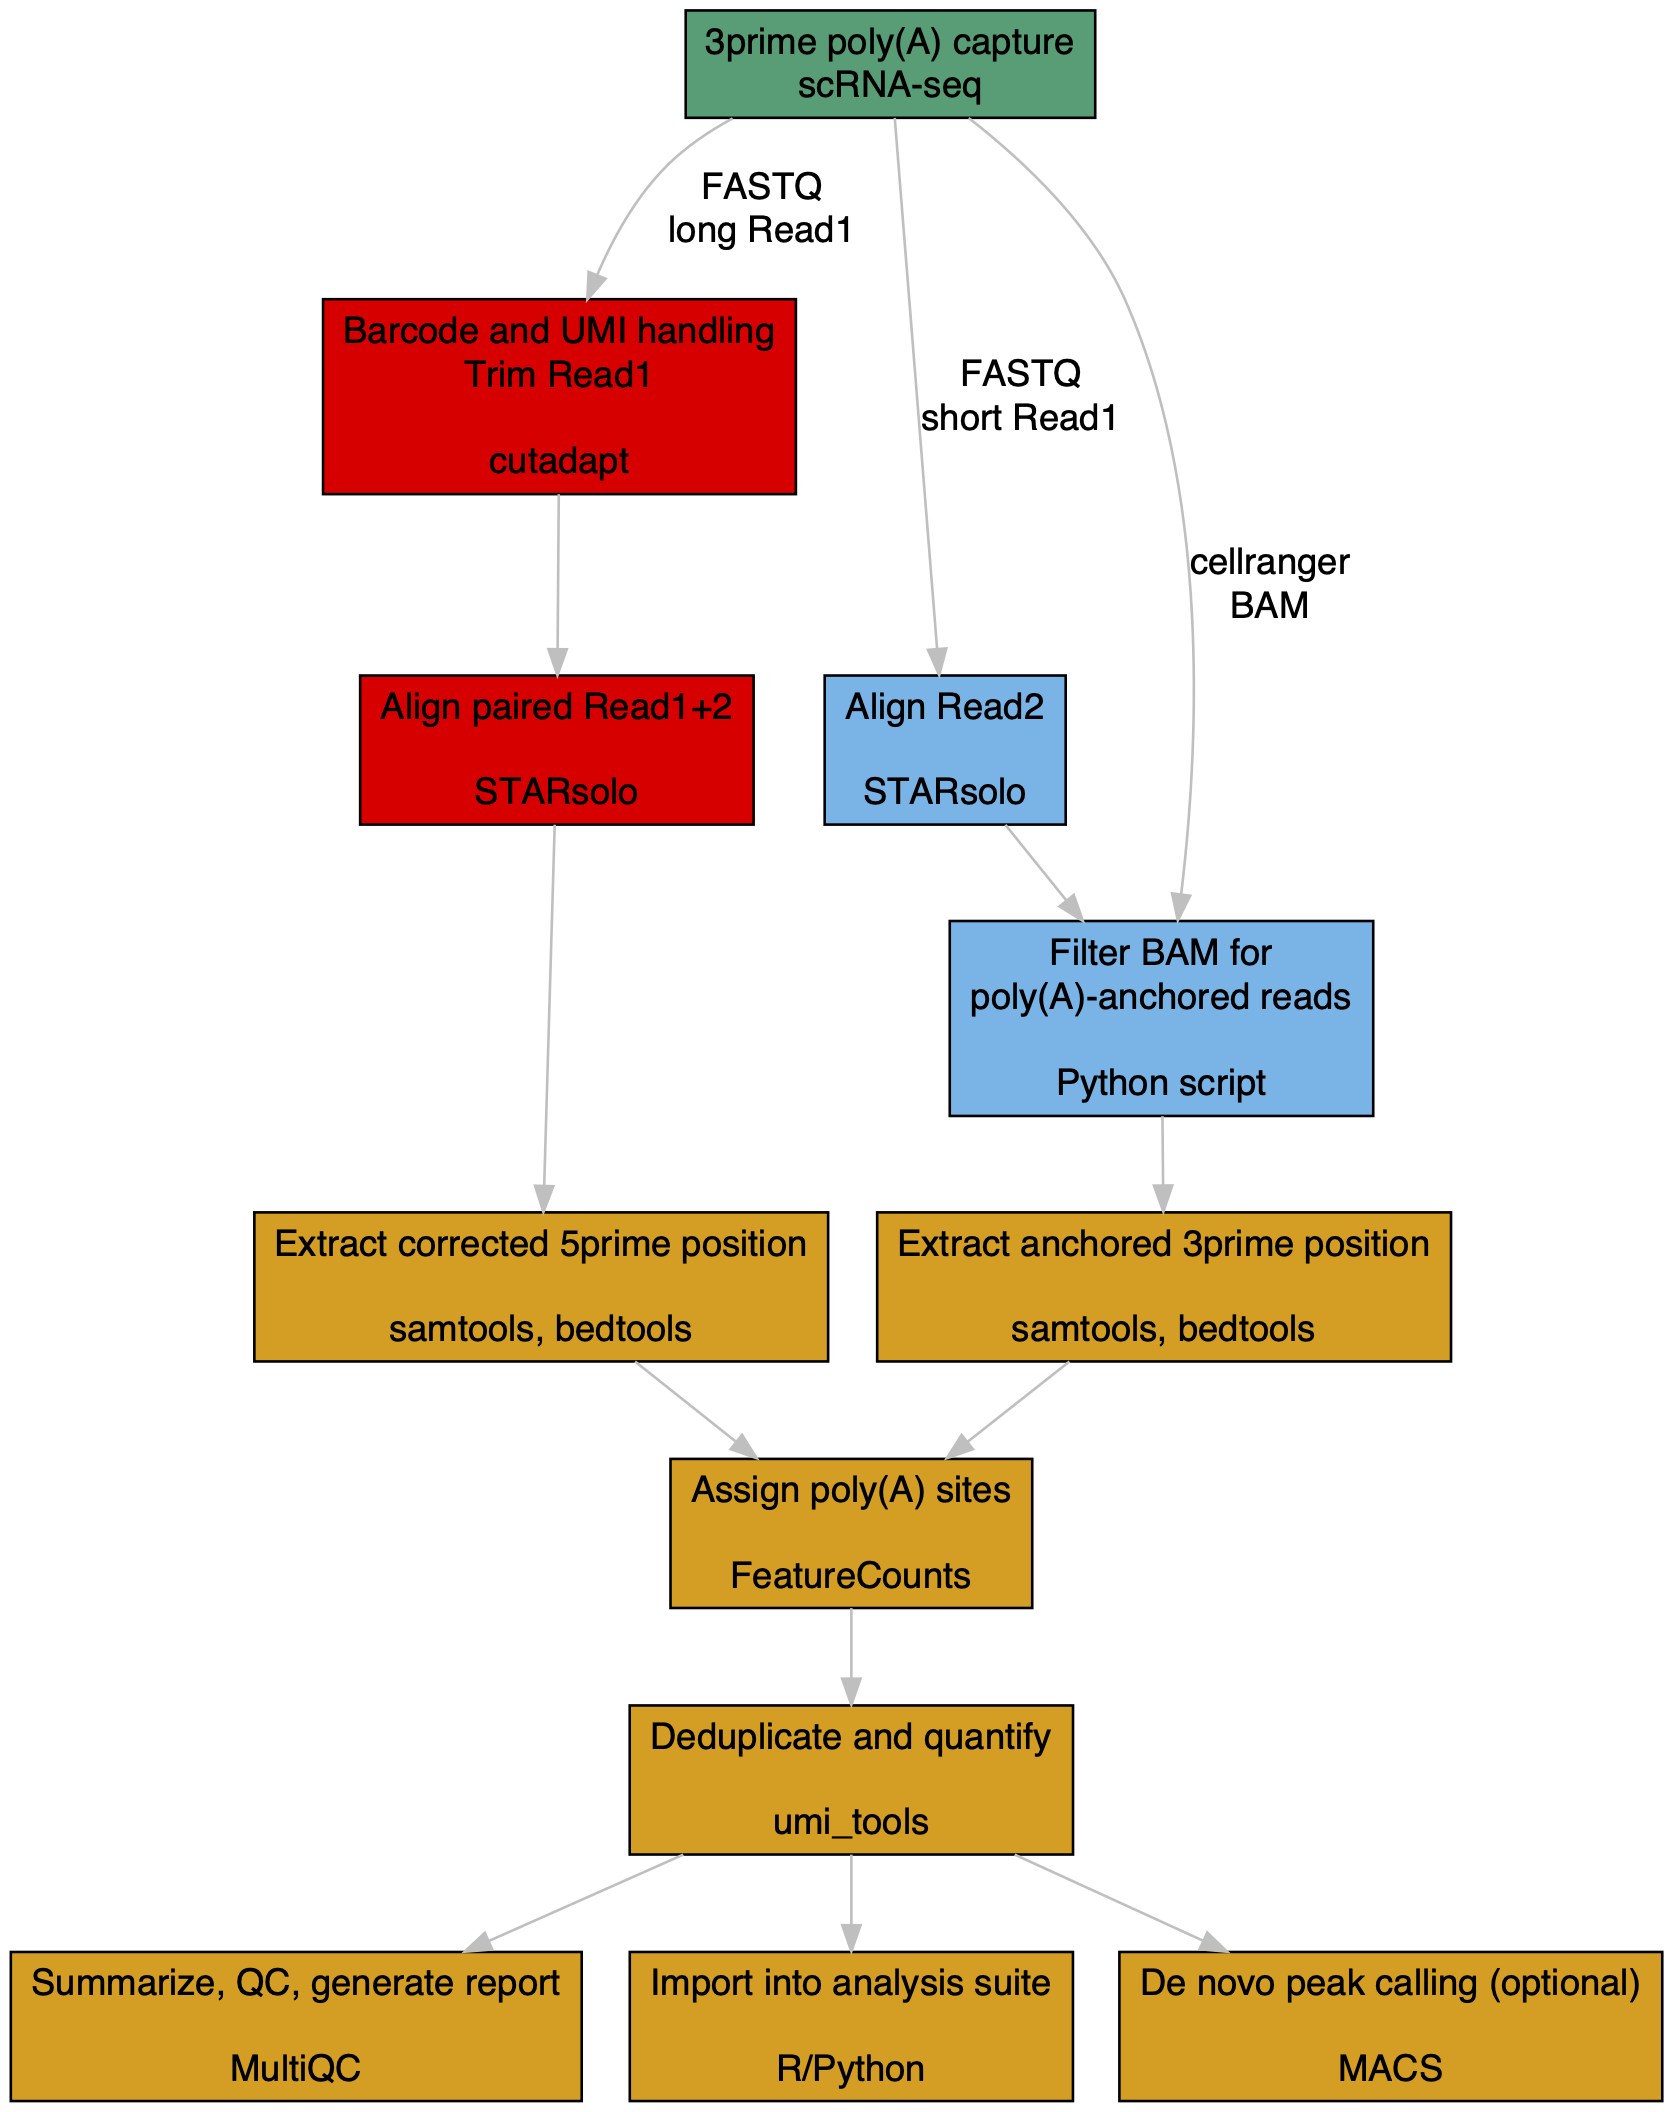 3prime poly(A) capture
scRNA-seq
FASTQ
long Read1
Barcode and UMI handling
Trim Read1
cutadapt
FASTQ
short Read1
cellranger
BAM
Align paired Read1+2
STARsolo
Align Read2
STARsolo
Filter BAM for
poly(A)-anchored reads
Python script
Extract corrected 5prime position
samtools, bedtools
Extract anchored 3prime position
samtools, bedtools
Assign poly(A) sites
FeatureCounts
Deduplicate and quantify
umi_tools
Summarize, QC, generate report
MultiQC
Import into analysis suite
R/Python
De novo peak calling (optional)
MACS